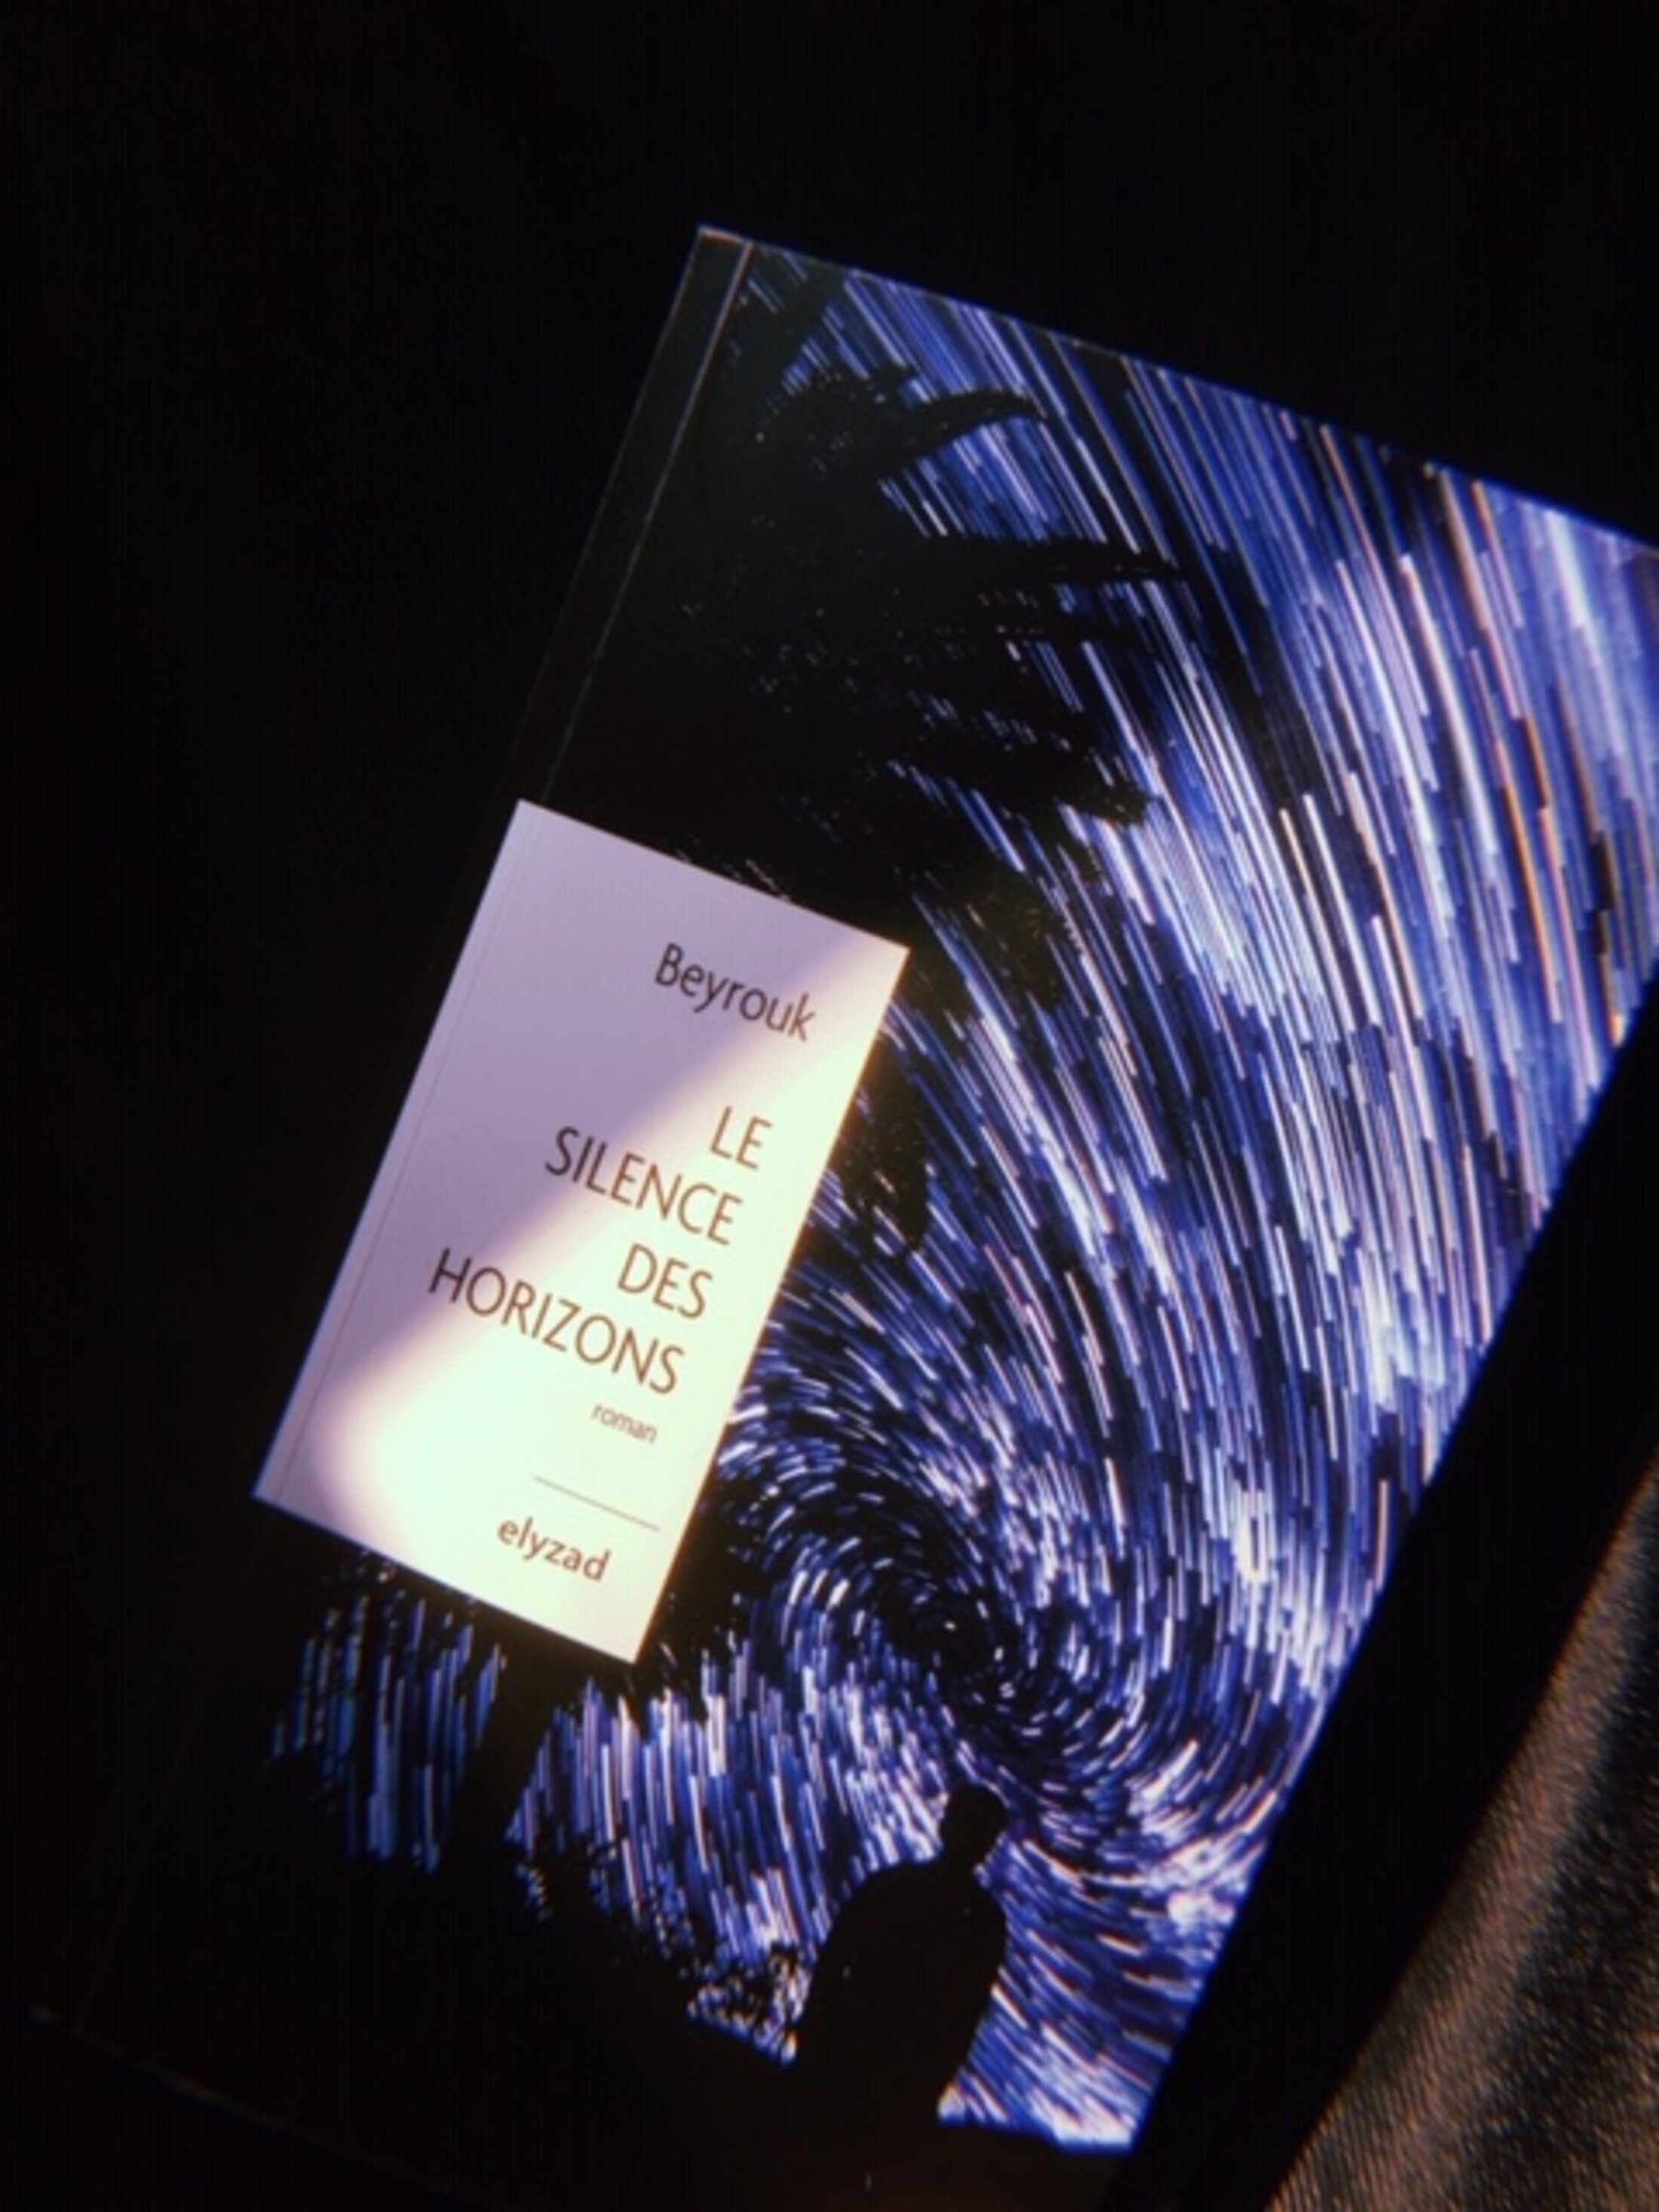 Beyrouk
LE
SILENCE
DES
HORIZONS
roman
elyzad